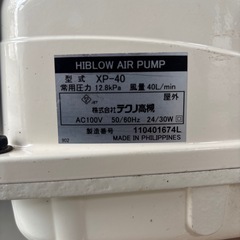 HIBLOW AIR PUMP
型式 XP-40
常用圧力 12.8kPa 風量 40L/min
屋外
株式会社テクノ高槻
AC100V 50/60Hz 24/30W
製造番号 110401674L
MADE IN PHILIPPINES